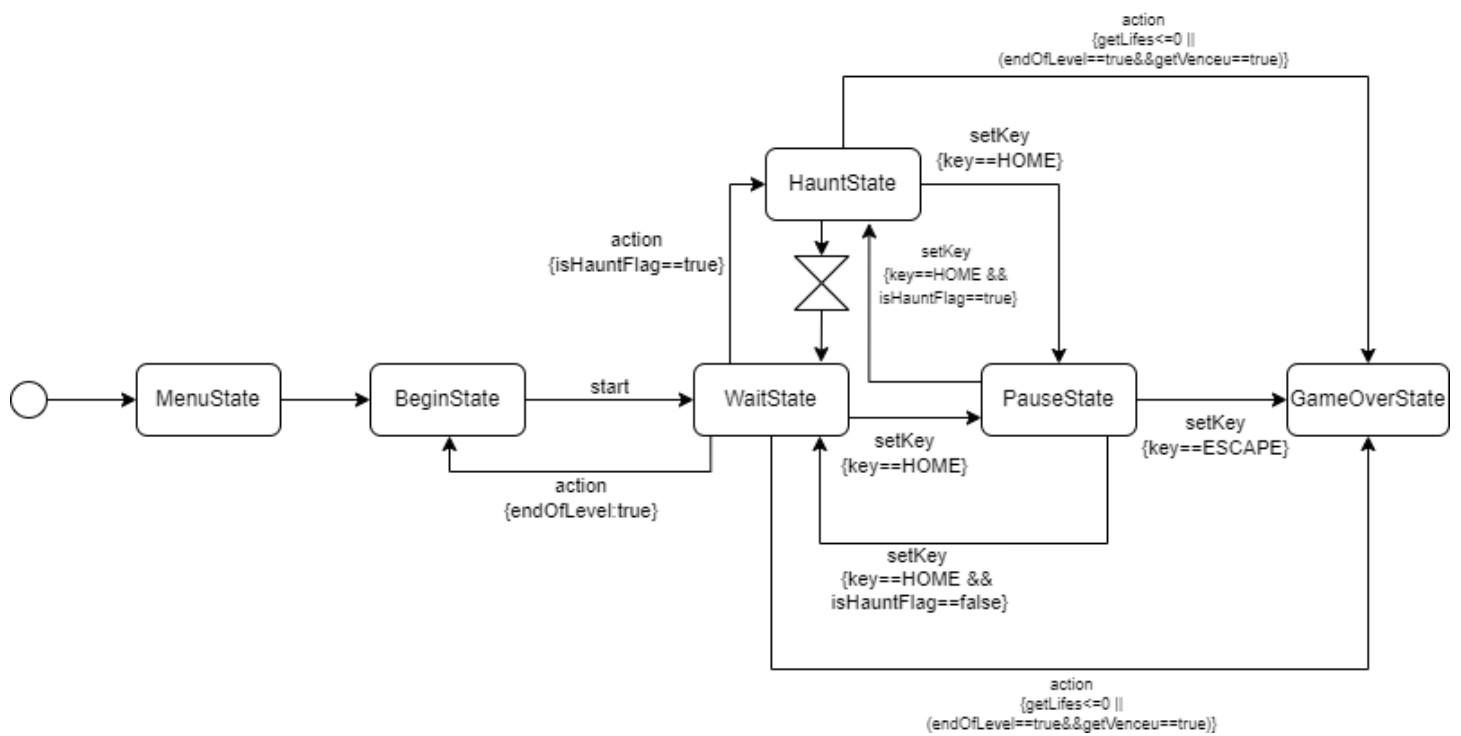 action
{getLifes<=0 ||
(endOfLevel==true&&getVenceu==true)}
setKey
{key==HOME}
HauntState
action
{isHauntFlag==true}
setKey
{key==HOME &&
isHauntFlag==true}
MenuState
BeginState
start
WaitState
PauseState
GameOverState
setKey
{key==HOME}
setKey
{key==ESCAPE}
action
{endOfLevel:true}
setKey
{key==HOME &&
isHauntFlag==false}
action
{getLifes<=0 ||
(endOfLevel==true&&getVenceu==true)}